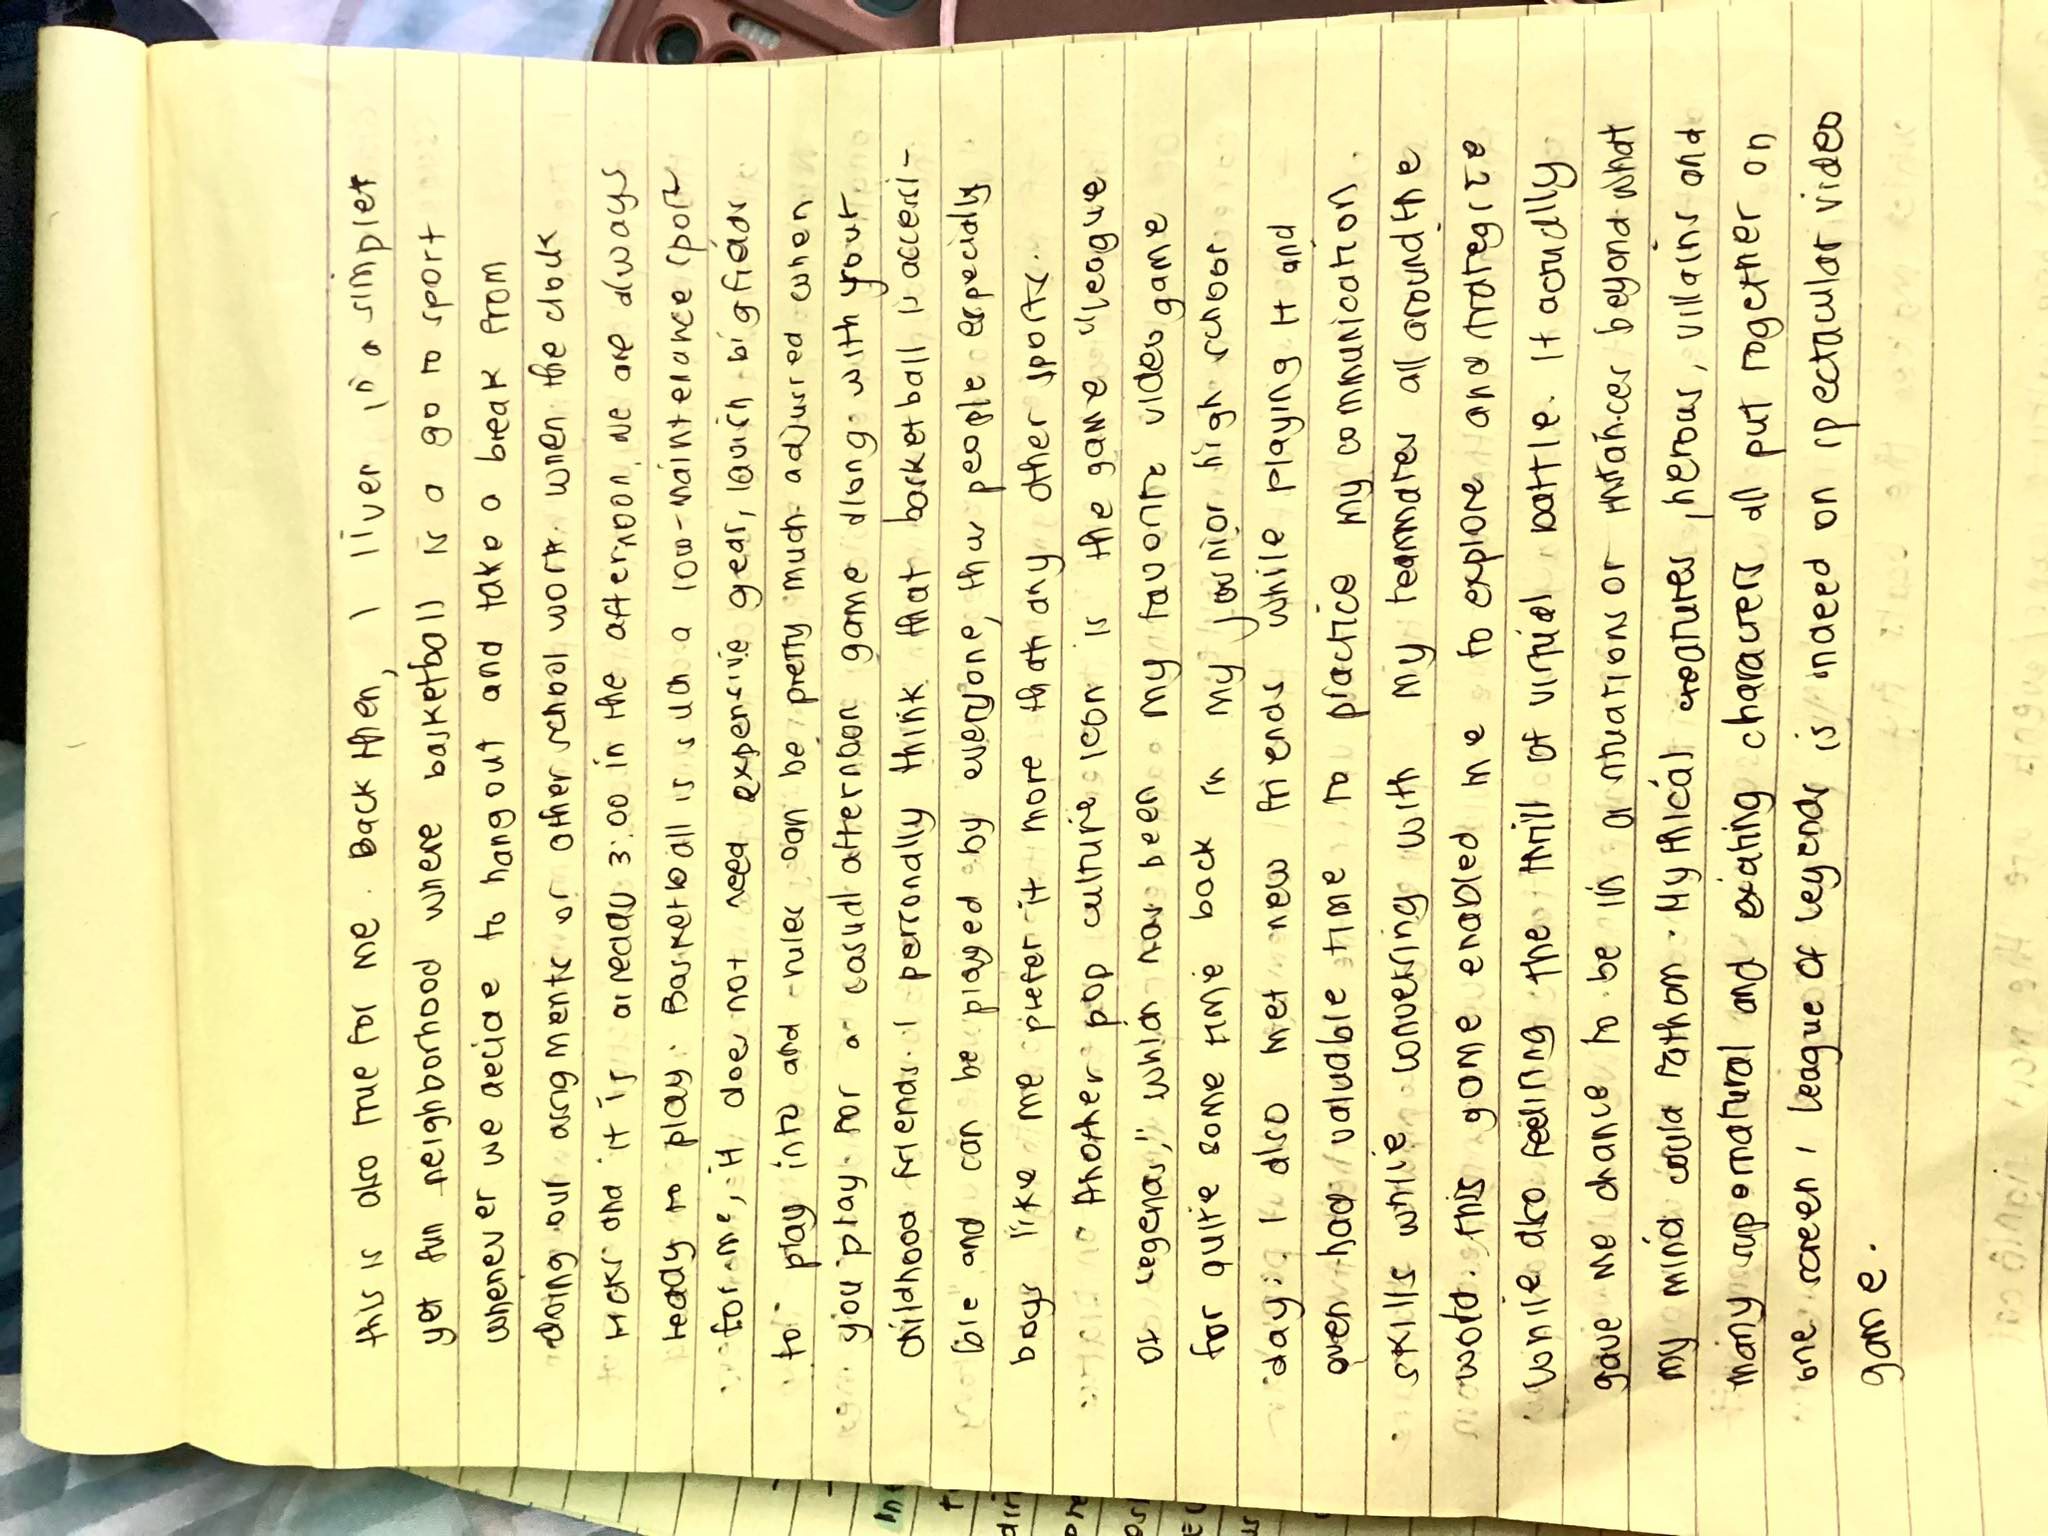 this is also true for me. Back then, I liver in a simpler
yet fun neighborhood where basketball is a go to sport
whenever we decide to hangout and take a break from
doing our assigments or other school work. When the clock
ticks and it is already 3:00 in the afternoon, we are always
ready to play. Basketball is such a low-maintenance sport
for me, it does not need expensive gear, lavish big fields
to play into and rules can be pretty much adjusted when
you play for a casual afternoon game along with your
childhood friends. I personally think that basketball is accessi-
ble and can be played by everyone, thus people especially
boys like me prefer it more than any other sports.
Another pop culture icon is the game "league
of legends," which has been my favorite video game
for quite some time back in my jounior high school
days. I also met new friends while playing it and
even had valuable time to practice my communication
skills while conversing with my teammates all around the
world. this game enabled me to explore and strategize
while also feeling the thrill of virtual battle. It actually
gave me chance to be in a situations or instances beyond what
my mind could fathom. Mythical creatures, herous, villains and
many supernatural and exating characters all put together on
one screen, league of legends is indeed on spectacular video
game.